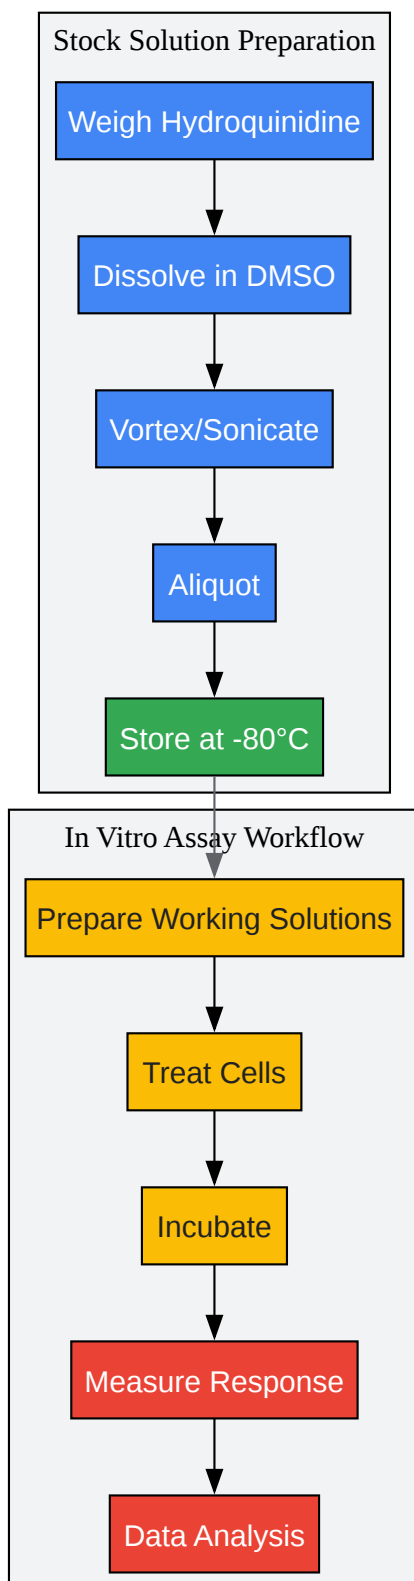 Stock Solution Preparation
Weigh Hydroquinidine
Dissolve in DMSO
Vortex/Sonicate
Aliquot
Store at -80°C
In Vitro Assay Workflow
Prepare Working Solutions
Treat Cells
Incubate
Measure Response
Data Analysis